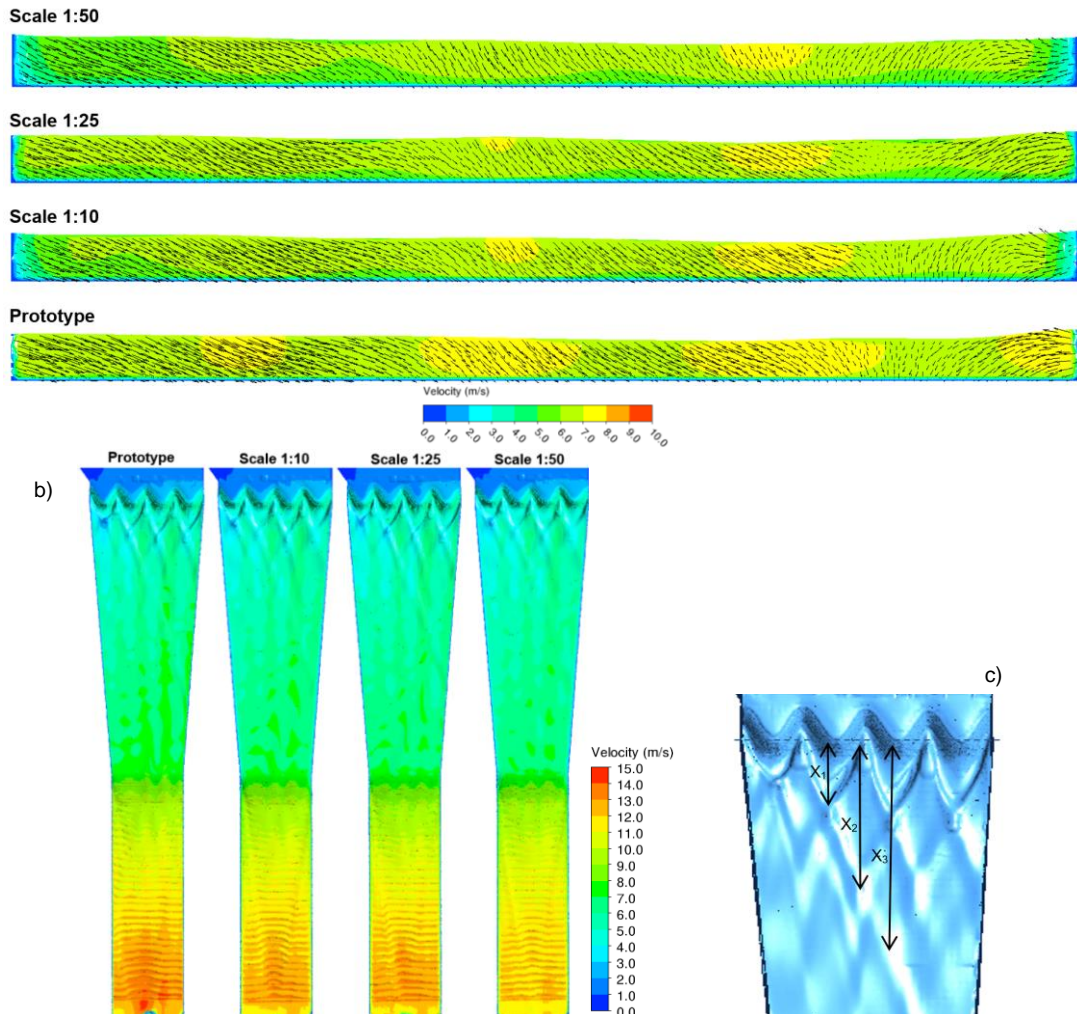 Scale 1:50
Scale 1:25
Scale 1:10
Prototype
Velocity (m/s)
0.0 1.0 2.0 3.0 4.0 5.0 6.0 7.0 8.0 9.0 10.0
b)
Prototype Scale 1:10 Scale 1:25 Scale 1:50
Velocity (m/s)
15.0
14.0
13.0
12.0
11.0
10.0
9.0
8.0
7.0
6.0
5.0
4.0
3.0
2.0
1.0
0.0
c)
X₁
X₂
X₃